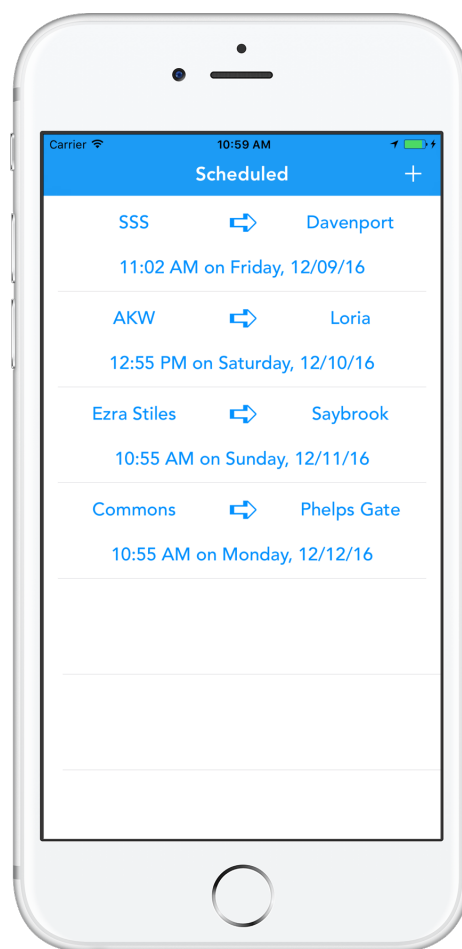 Carrier 10:59 AM
Scheduled +
SSS Davenport
11:02 AM on Friday, 12/09/16
AKW Loria
12:55 PM on Saturday, 12/10/16
Ezra Stiles Saybrook
10:55 AM on Sunday, 12/11/16
Commons Phelps Gate
10:55 AM on Monday, 12/12/16